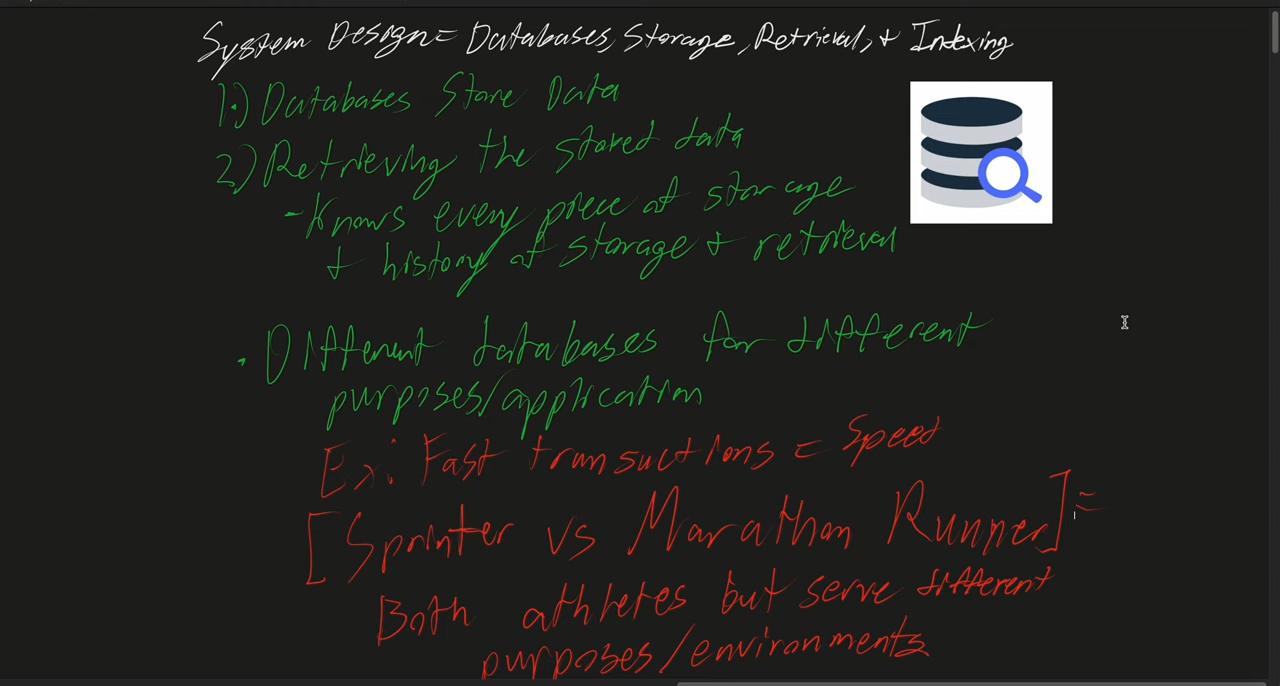 System Design= Databases, Storage, Retrieval, + Indexing
1.) Databases Store Data
2.) Retrieving the stored data
- Knows every piece of storage
+ history of storage + retrieval
. Different databases for different
purposes/application
Ex: Fast transuctions = Speed
[Sprinter vs Marathon Runner] =
Both athletes but serve different
purposes/environments